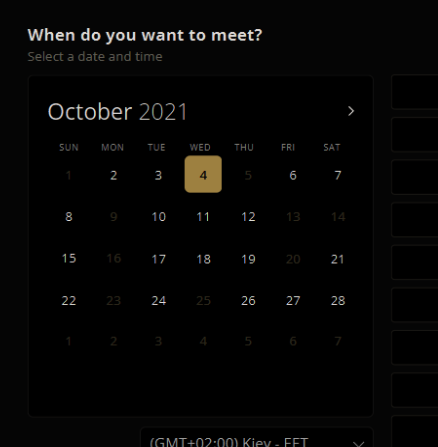 When do you want to meet?
Select a date and time
October 2021
SUN MON TUE WED THU FRI SAT
1 2 3 4 5 6 7
8 9 10 11 12 13 14
15 16 17 18 19 20 21
22 23 24 25 26 27 28
1 2 3 4 5 6 7
(GMT+02:00) Kiev - EET